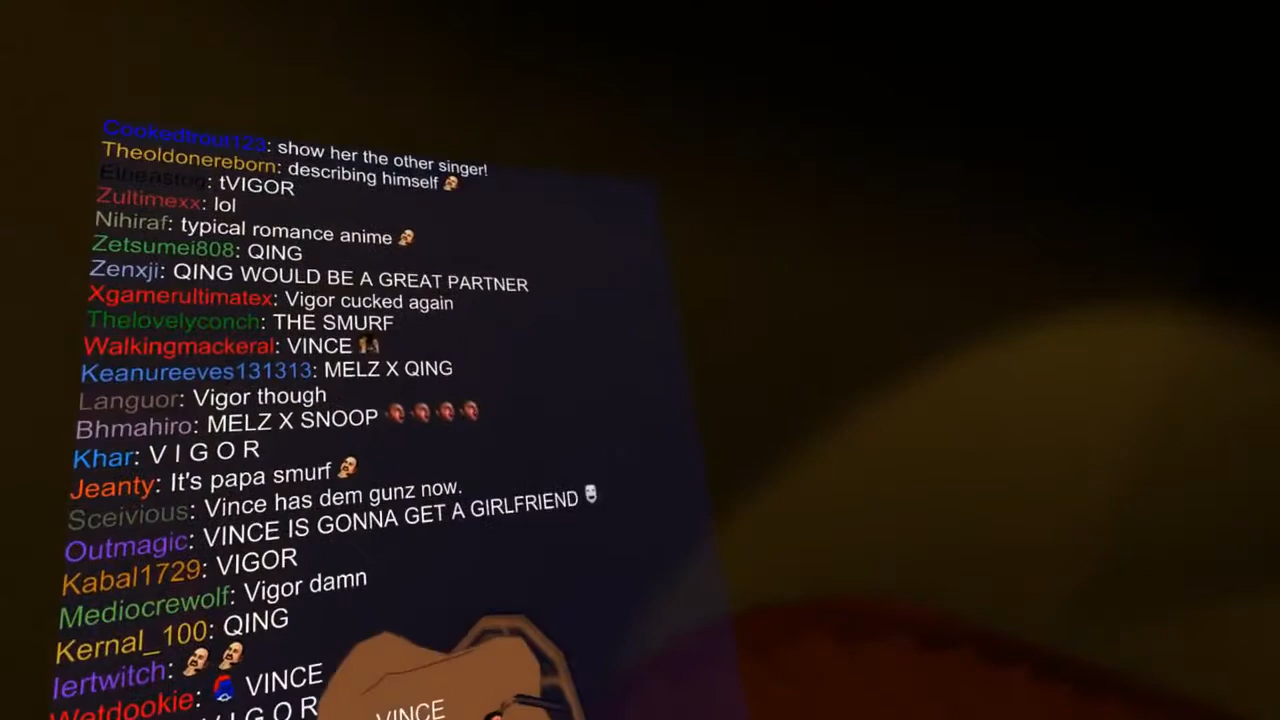 Cookedtrout123: show her the other singer!
Theoldonereborn: describing himself
Elbeastog: tVIGOR
Zultimexx: lol
Nihiraf: typical romance anime
Zetsumei808: QING
Zenxji: QING WOULD BE A GREAT PARTNER
Xgamerultimatex: Vigor cucked again
Thelovelyconch: THE SMURF
Walkingmackeral: VINCE
Keanureeves131313: MELZ X QING
Languor: Vigor though
Bhmahiro: MELZ X SNOOP
Khar: V I G O R
Jeanty: It's papa smurf
Sceivious: Vince has dem gunz now.
Outmagic: VINCE IS GONNA GET A GIRLFRIEND
Kabal1729: VIGOR
Mediocrewolf: Vigor damn
Kernal_100: QING
Iertwitch:
Wetdookie: VINCE
V I G O R
VINCE